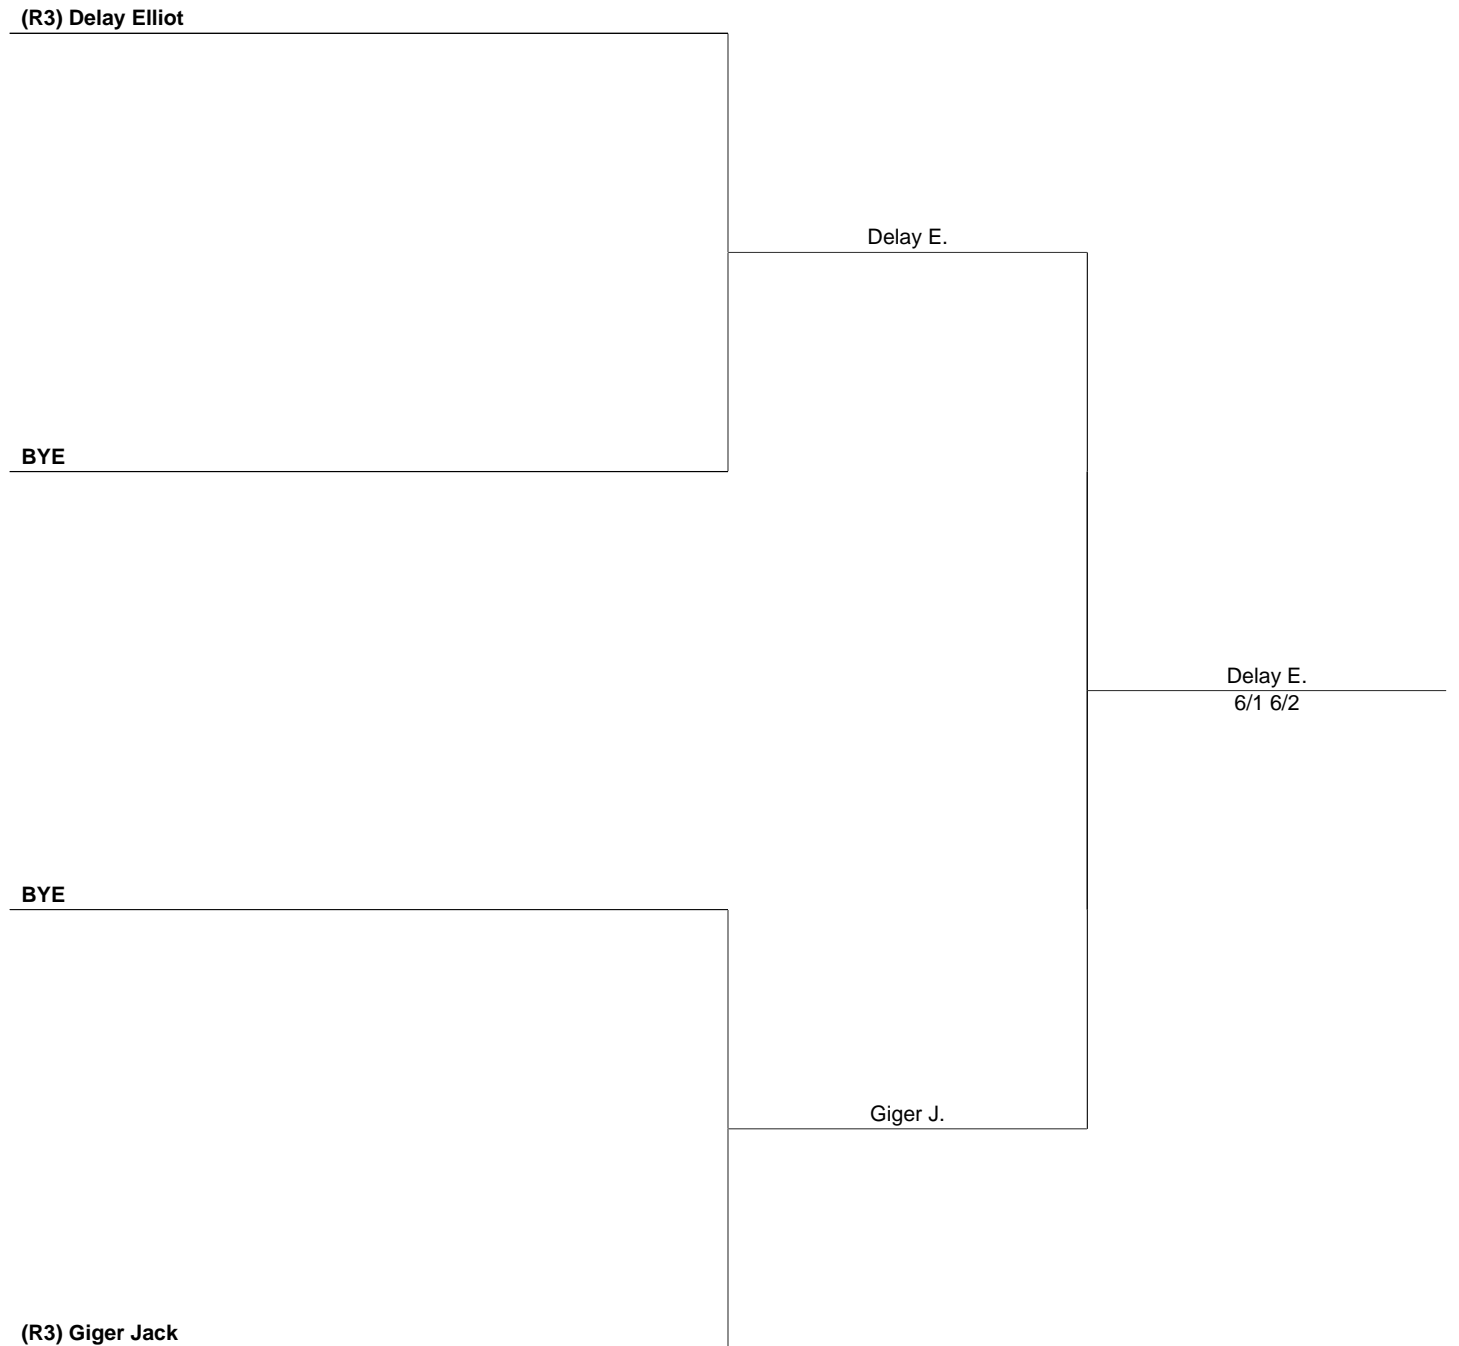 (R3) Delay Elliot
Delay E.
BYE
Delay E.
6/1 6/2
BYE
Giger J.
(R3) Giger Jack